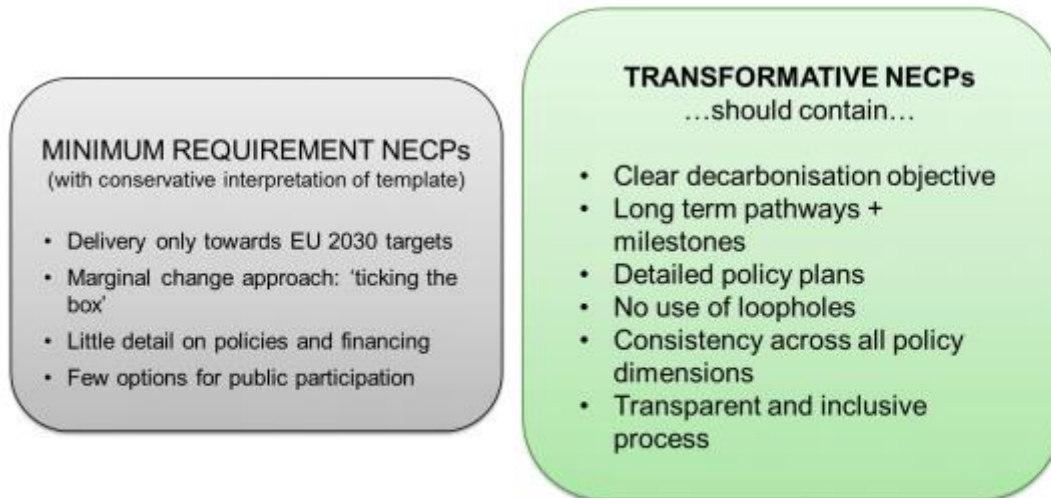 MINIMUM REQUIREMENT NECPs
(with conservative interpretation of template)
• Delivery only towards EU 2030 targets
• Marginal change approach: ‘ticking the
box’
• Little detail on policies and financing
• Few options for public participation
TRANSFORMATIVE NECPs
…should contain…
• Clear decarbonisation objective
• Long term pathways +
milestones
• Detailed policy plans
• No use of loopholes
• Consistency across all policy
dimensions
• Transparent and inclusive
process